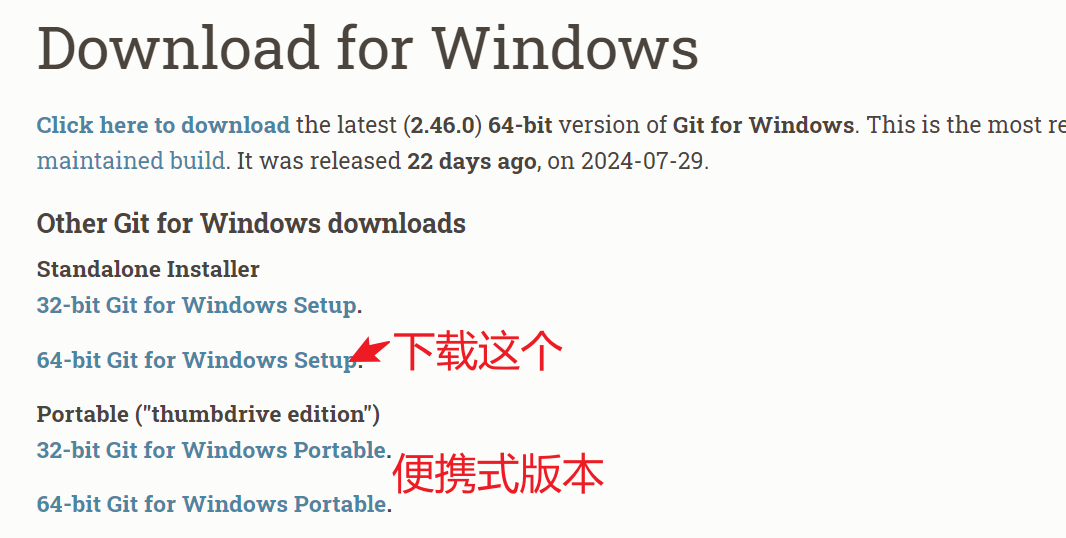 Download for Windows
Click here to download the latest (2.46.0) 64-bit version of Git for Windows. This is the most re
maintained build. It was released 22 days ago, on 2024-07-29.
Other Git for Windows downloads
Standalone Installer
32-bit Git for Windows Setup.
64-bit Git for Windows Setup. 下载这个
Portable ("thumbdrive edition")
32-bit Git for Windows Portable.
便携式版本
64-bit Git for Windows Portable.